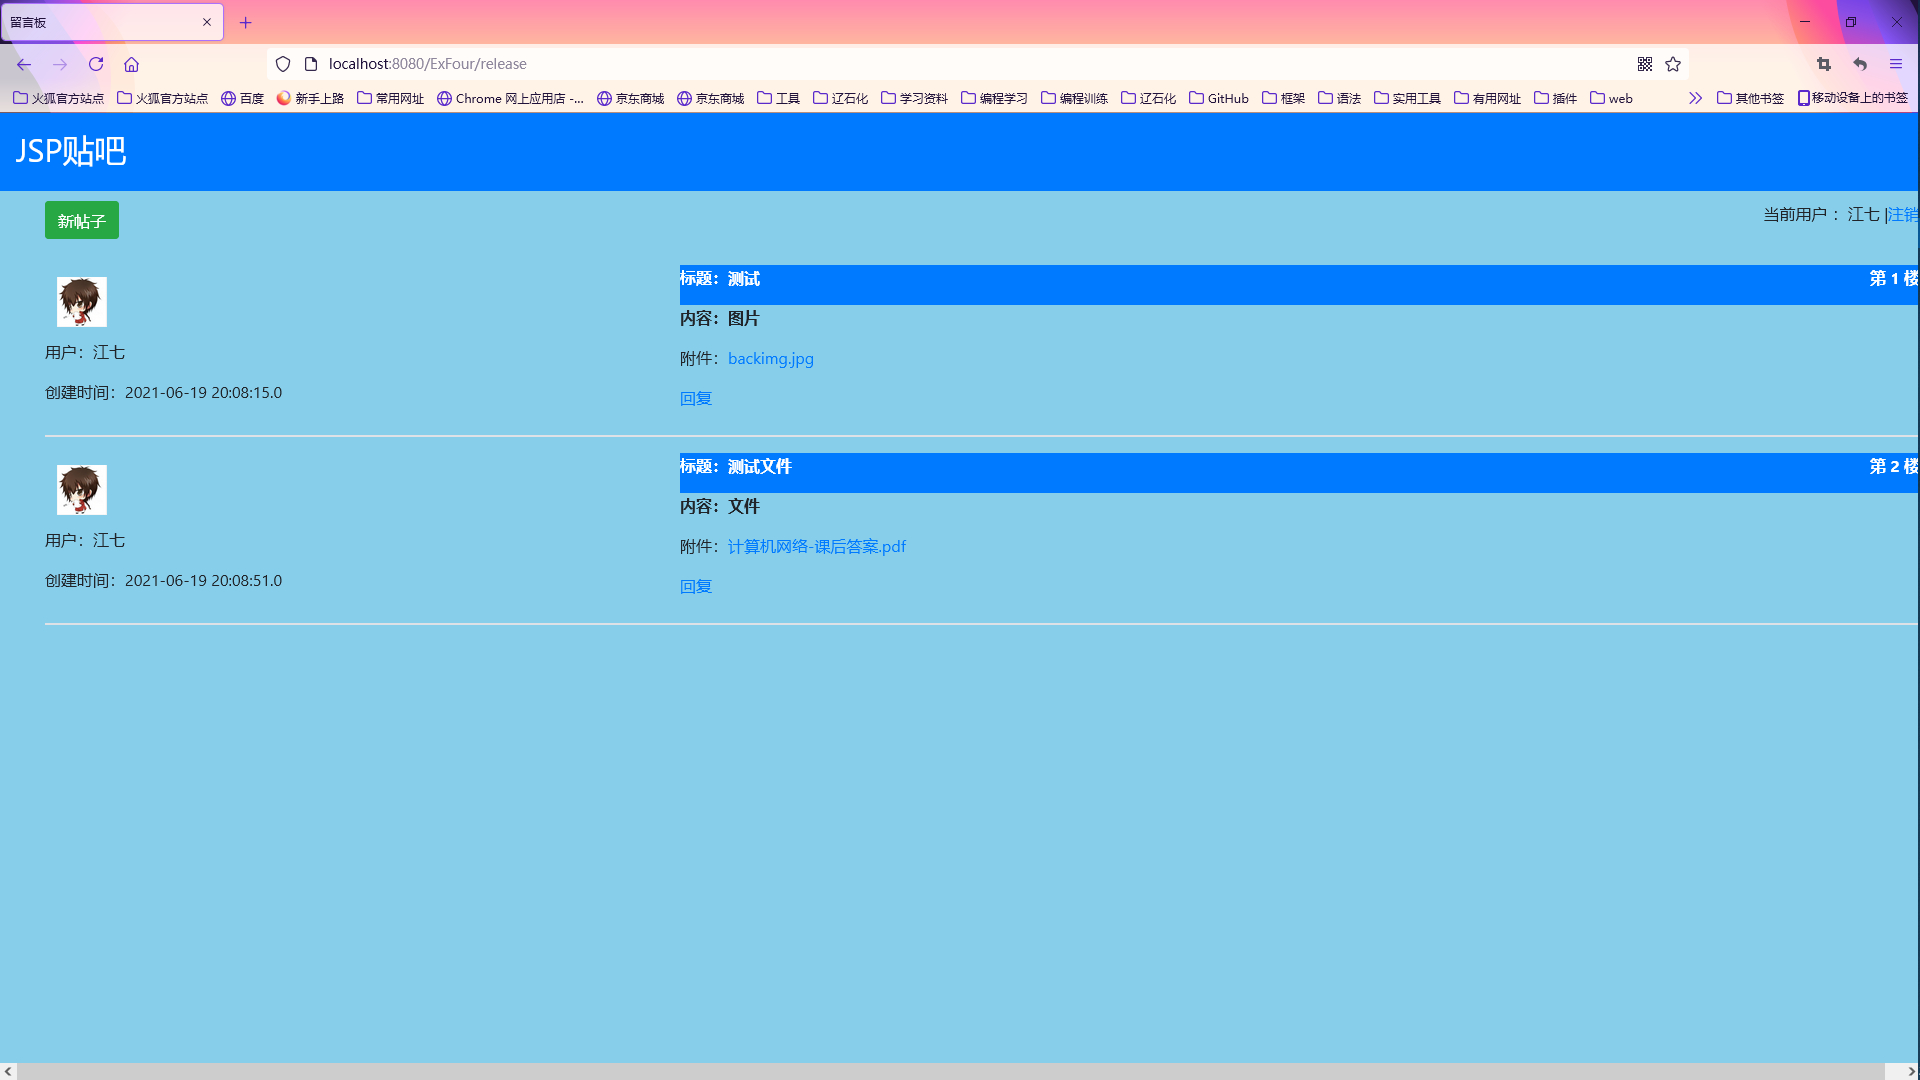 留言板
localhost:8080/ExFour/release
火狐官方站点 火狐官方站点 百度 新手上路 常用网址 Chrome 网上应用店 -... 京东商城 京东商城 工具 辽石化 学习资料 编程学习 编程训练 辽石化 GitHub 框架 语法 实用工具 有用网址 插件 web 其他书签 移动设备上的书签
JSP贴吧
新帖子
当前用户： 江七 |注销
标题：测试 第 1 楼
内容：图片
用户：江七
附件：backimg.jpg
创建时间：2021-06-19 20:08:15.0
回复
标题：测试文件 第 2 楼
内容：文件
用户：江七
附件：计算机网络-课后答案.pdf
创建时间：2021-06-19 20:08:51.0
回复